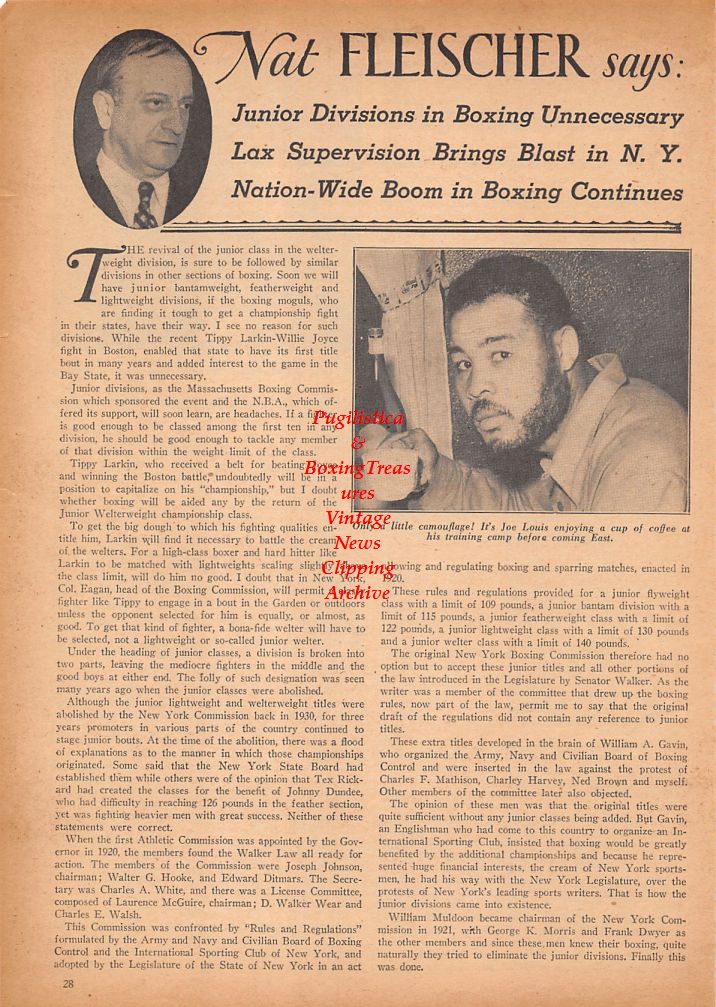 Nat FLEISCHER says:
Junior Divisions in Boxing Unnecessary
Lax Supervision Brings Blast in N. Y.
Nation-Wide Boom in Boxing Continues
THE revival of the junior class in the welter-
weight division, is sure to be followed by similar
divisions in other sections of boxing. Soon we will
have junior bantamweight, featherweight and
lightweight divisions, if the boxing moguls, who
are finding it tough to get a championship fight
in their states, have their way. I see no reason for such
divisions. While the recent Tippy Larkin-Willie Joyce
fight in Boston, enabled that state to have its first title
bout in many years and added interest to the game in the
Bay State, it was unnecessary.
Junior divisions, as the Massachusetts Boxing Commis-
sion which sponsored the event and the N.B.A., which of-
fered its support, will soon learn, are headaches. If a fighter
is good enough to be classed among the first ten in any
division, he should be good enough to tackle any member
of that division within the weight limit of the class.
Tippy Larkin, who received a belt for beating Joyce
and winning the Boston battle, undoubtedly will be in a
position to capitalize on his "championship," but I doubt
whether boxing will be aided any by the return of the
Junior Welterweight championship class.
To get the big dough to which his fighting qualities en-
title him, Larkin will find it necessary to battle the cream
of the welters. For a high-class boxer and hard hitter like
Larkin to be matched with lightweights scaling slightly
the class limit, will do him no good. I doubt that in New York,
Col. Eagan, head of the Boxing Commission, will permit a
fighter like Tippy to engage in a bout in the Garden or outdoors
unless the opponent selected for him is equally, or almost, as
good. To get that kind of fighter, a bona-fide welter will have to
be selected, not a lightweight or so-called junior welter.
Under the heading of junior classes, a division is broken into
two parts, leaving the mediocre fighters in the middle and the
good boys at either end. The folly of such designation was seen
many years ago when the junior classes were abolished.
Although the junior lightweight and welterweight titles were
abolished by the New York Commission back in 1930, for three
years promoters in various parts of the country continued to
stage junior bouts. At the time of the abolition, there was a flood
of explanations as to the manner in which those championships
originated. Some said that the New York State Board had
established them while others were of the opinion that Tex Rick-
ard had created the classes for the benefit of Johnny Dundee,
who had difficulty in reaching 126 pounds in the feather section,
yet was fighting heavier men with great success. Neither of these
statements were correct.
When the first Athletic Commission was appointed by the Gov-
ernor in 1920, the members found the Walker Law all ready for
action. The members of the Commission were Joseph Johnson,
chairman; Walter G. Hooke, and Edward Ditmars. The Secre-
tary was Charles A. White, and there was a License Committee,
composed of Laurence McGuire, chairman; D. Walker Wear and
Charles E. Walsh.
This Commission was confronted by "Rules and Regulations"
formulated by the Army and Navy and Civilian Board of Boxing
Control and the International Sporting Club of New York, and
adopted by the Legislature of the State of New York in an act
28
Only a little camouflage! It's Joe Louis enjoying a cup of coffee at
his training camp before coming East.
allowing and regulating boxing and sparring matches, enacted in
1920.
These rules and regulations provided for a junior flyweight
class with a limit of 109 pounds, a junior bantam division with a
limit of 115 pounds, a junior featherweight class with a limit of
122 pounds, a junior lightweight class with a limit of 130 pounds
and a junior welter class with a limit of 140 pounds.
The original New York Boxing Commission therefore had no
option but to accept these junior titles and all other portions of
the law introduced in the Legislature by Senator Walker. As the
writer was a member of the committee that drew up the boxing
rules, now part of the law, permit me to say that the original
draft of the regulations did not contain any reference to junior
titles.
These extra titles developed in the brain of William A. Gavin,
who organized the Army, Navy and Civilian Board of Boxing
Control and were inserted in the law against the protest of
Charles F. Mathison, Charley Harvey, Ned Brown and myself.
Other members of the committee later also objected.
The opinion of these men was that the original titles were
quite sufficient without any junior classes being added. But Gavin,
an Englishman who had come to this country to organize an In-
ternational Sporting Club, insisted that boxing would be greatly
benefited by the additional championships and because he repre-
sented huge financial interests, the cream of New York sports-
men, he had his way with the New York Legislature, over the
protests of New York's leading sports writers. That is how the
junior divisions came into existence.
William Muldoon became chairman of the New York Com-
mission in 1921, with George K. Morris and Frank Dwyer as
the other members and since these men knew their boxing, quite
naturally they tried to eliminate the junior divisions. Finally this
was done.
Pugilistica
&
BoxingTreas
ures
Vintage
News
Clipping
Archive